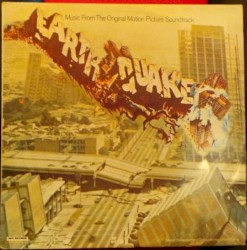 Music From The Original Motion Picture Soundtrack
EARTHQUAKE